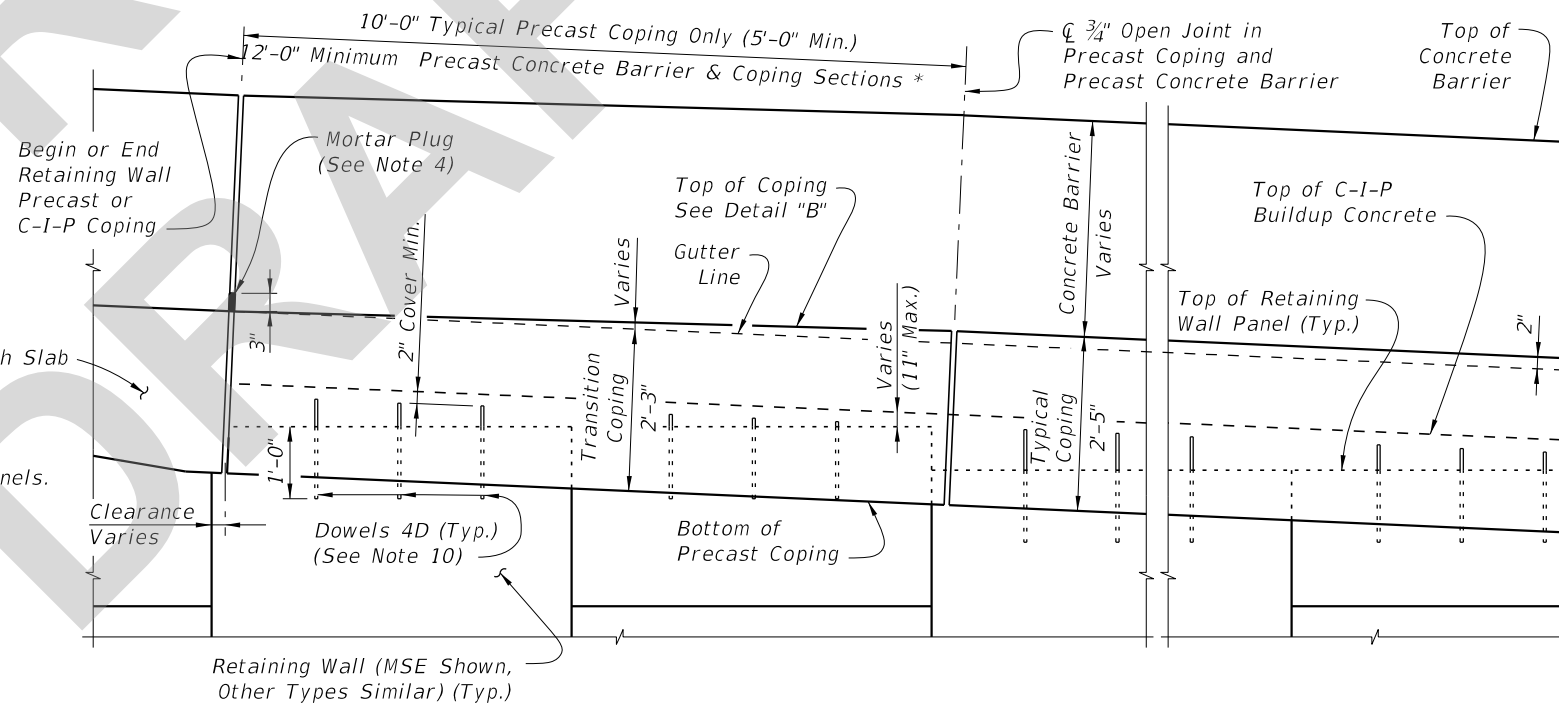 10'-0" Typical Precast Coping Only (5'-0" Min.)
12'-0" Minimum Precast Concrete Barrier & Coping Sections *
℄ ¾" Open Joint in
Precast Coping and
Precast Concrete Barrier
Top of
Concrete
Barrier
Begin or End
Retaining Wall
Precast or
C-I-P Coping
Mortar Plug
(See Note 4)
Top of Coping
See Detail "B"
Gutter
Line
Concrete Barrier
Varies
Top of C-I-P
Buildup Concrete
Top of Retaining
Wall Panel (Typ.)
2" Cover Min.
Varies
3"
Varies
(11" Max.)
2"
h Slab
Transition
Coping
2'-3"
Typical
Coping
2'-5"
1'-0"
nels.
Clearance
Varies
Dowels 4D (Typ.)
(See Note 10)
Bottom of
Precast Coping
Retaining Wall (MSE Shown,
Other Types Similar) (Typ.)
DRAF